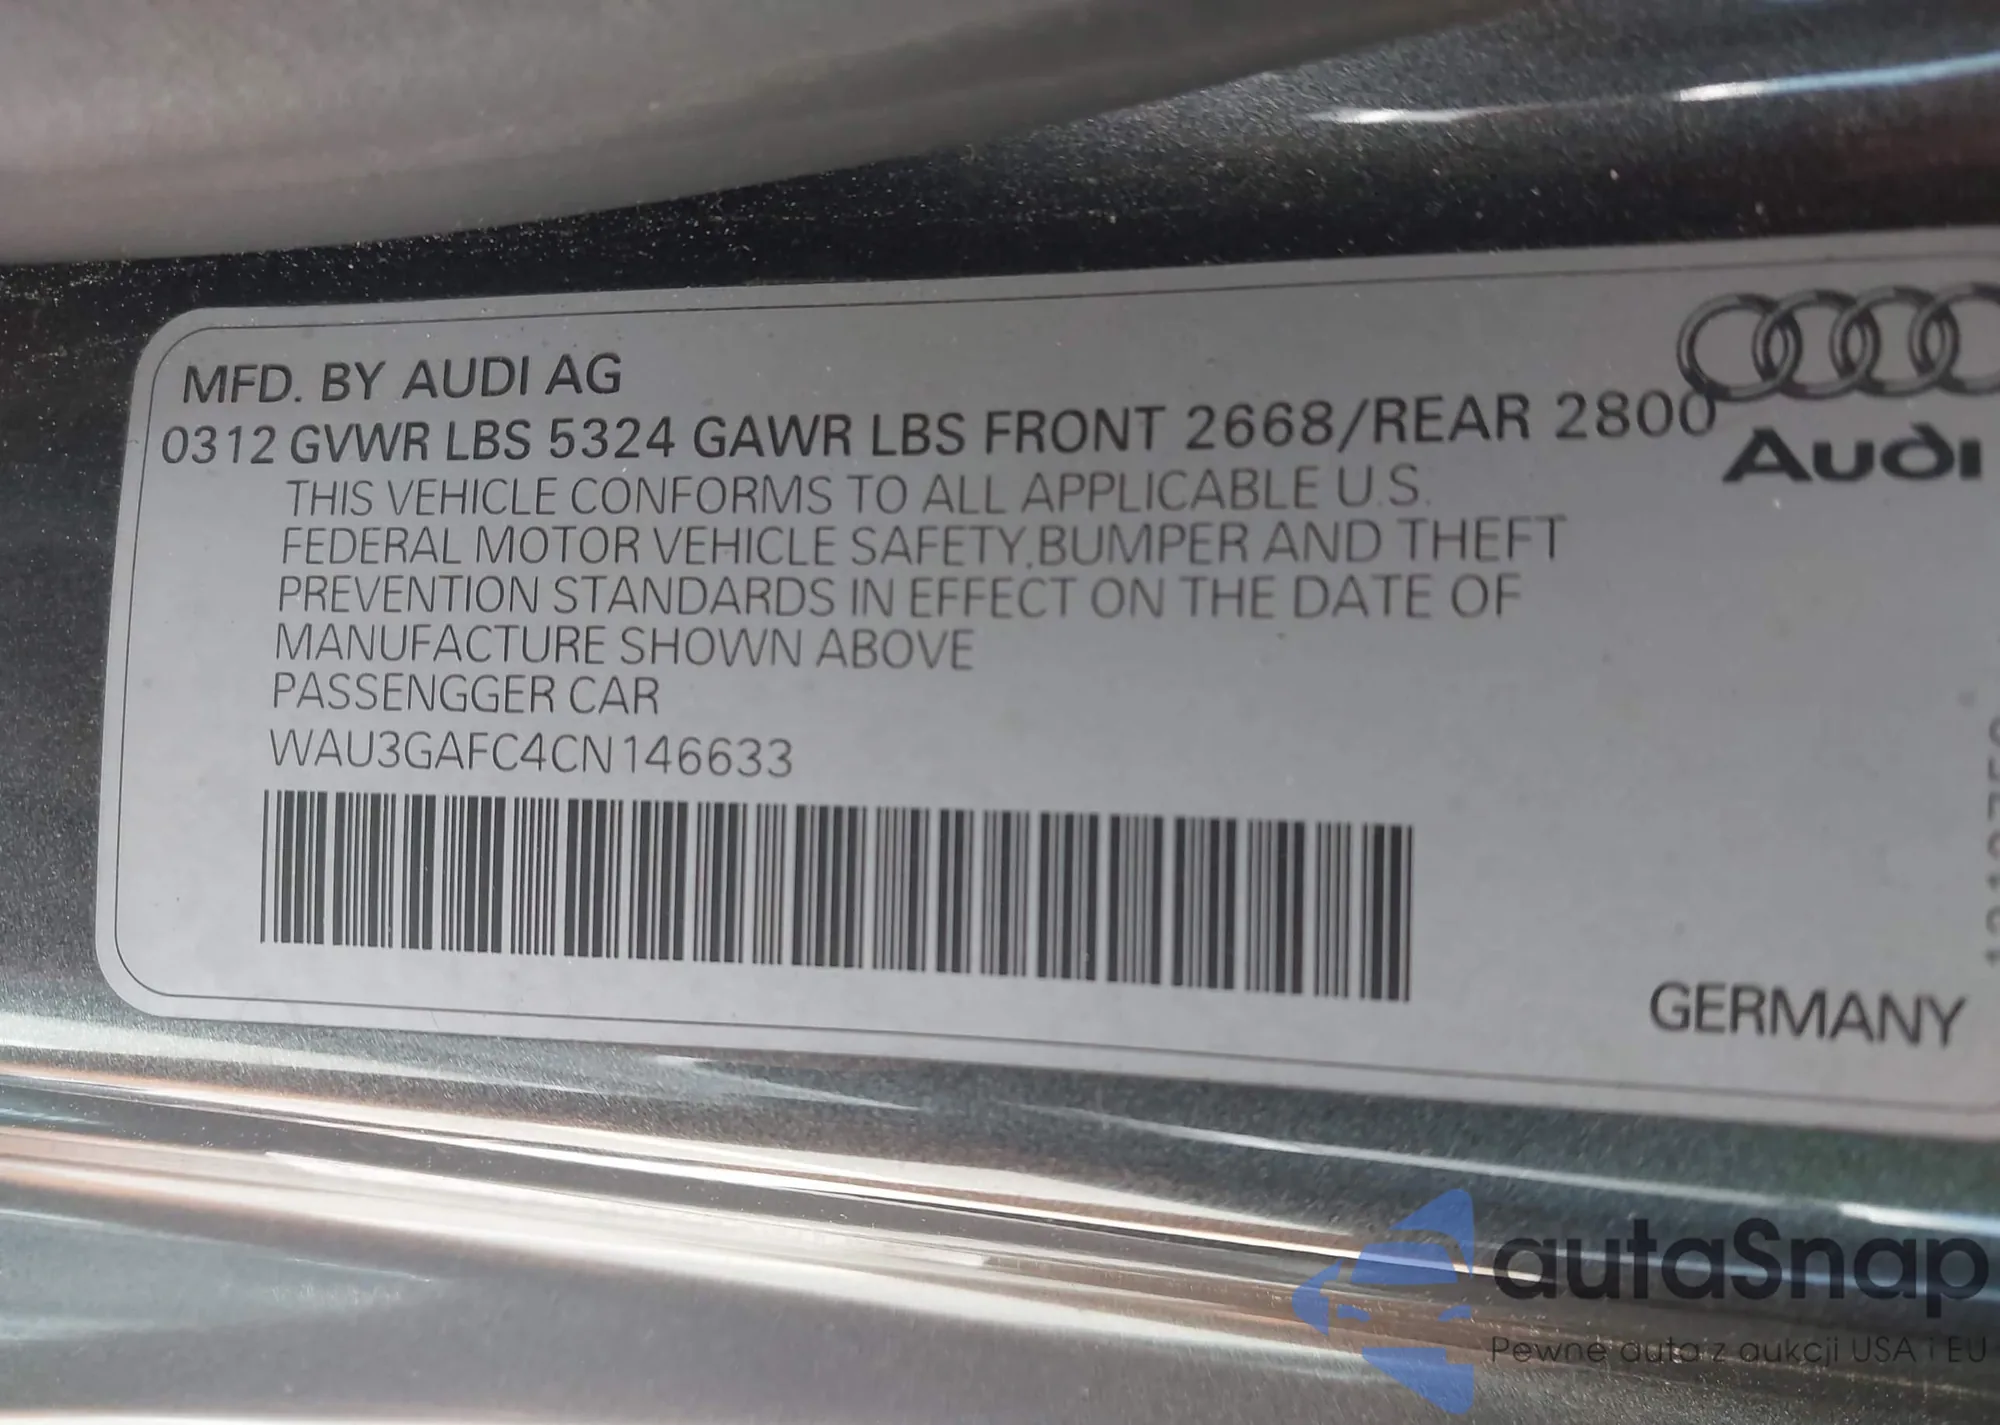 MFD. BY AUDI AG
0312 GVWR LBS 5324 GAWR LBS FRONT 2668/REAR 2800
Audi
THIS VEHICLE CONFORMS TO ALL APPLICABLE U.S.
FEDERAL MOTOR VEHICLE SAFETY,BUMPER AND THEFT
PREVENTION STANDARDS IN EFFECT ON THE DATE OF
MANUFACTURE SHOWN ABOVE
PASSENGGER CAR
WAU3GAFC4CN146633
GERMANY
autaSnap
Pewne auta z aukcji USA i EU